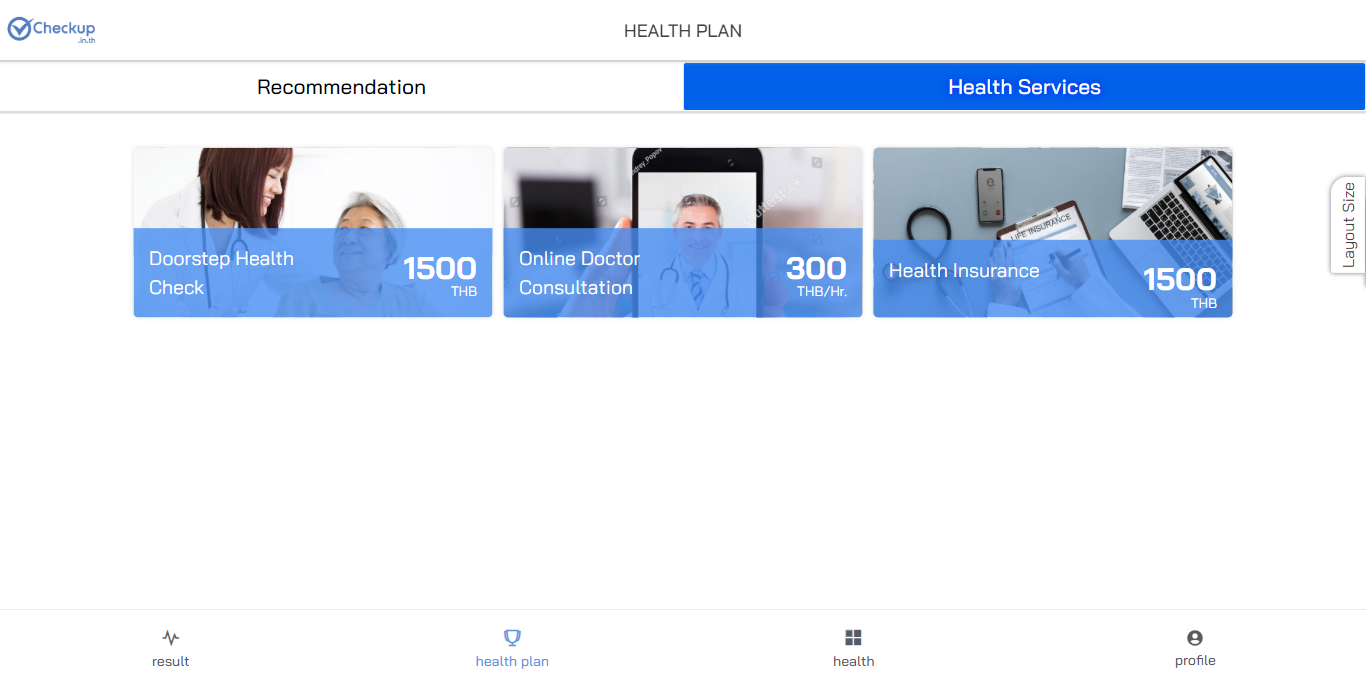 Checkup
.in.th
HEALTH PLAN
Recommendation
Health Services
Layout Size
Doorstep Health
Check
1500
THB
Online Doctor
Consultation
300
THB/Hr.
LIFE INSURANCE
Health Insurance
1500
THB
result
health plan
health
profile